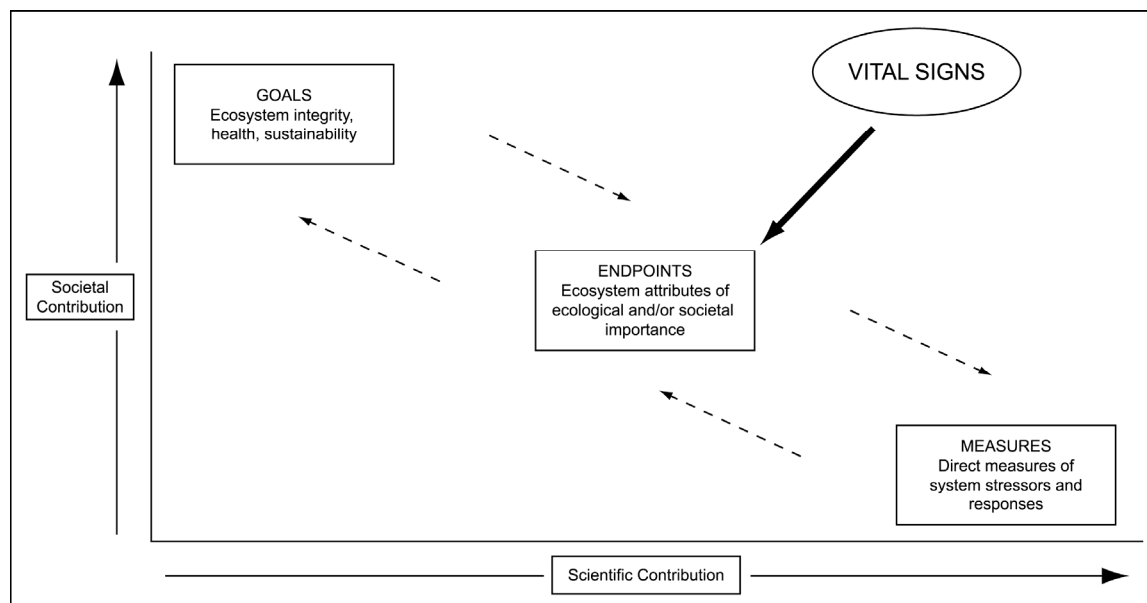 VITAL SIGNS
GOALS
Ecosystem integrity,
health, sustainability
ENDPOINTS
Ecosystem attributes of
ecological and/or societal
importance
Societal
Contribution
MEASURES
Direct measures of
system stressors and
responses
Scientific Contribution